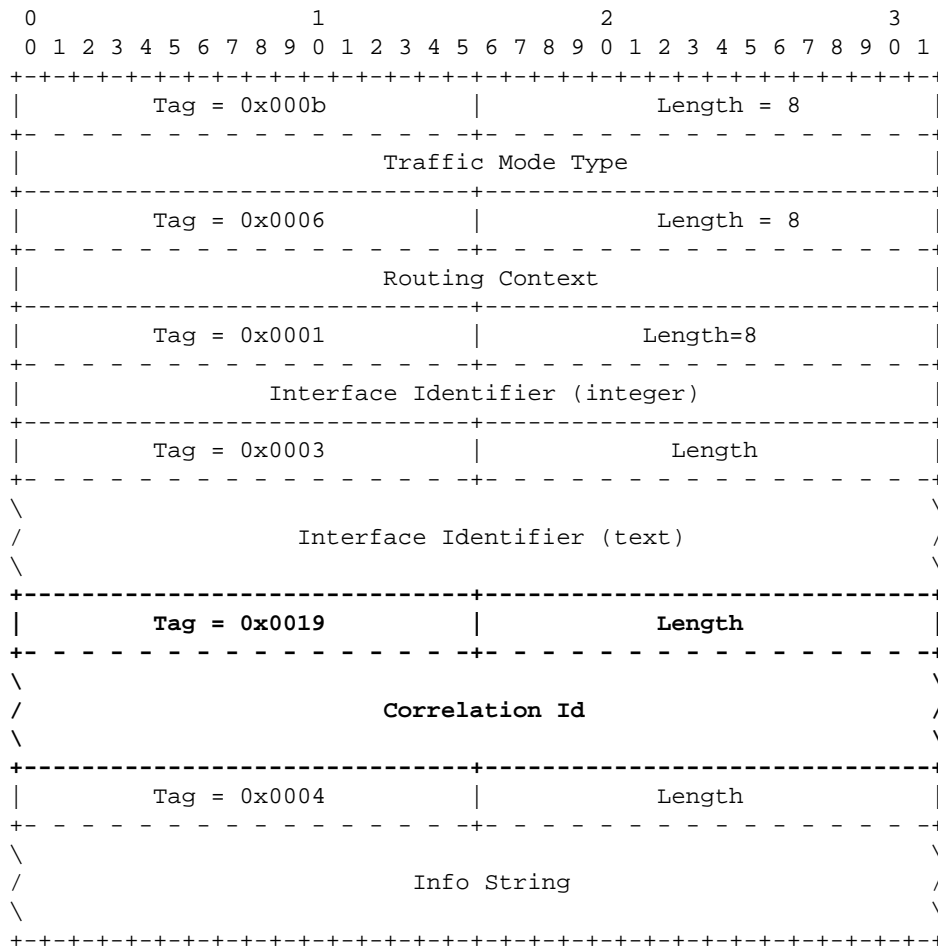 0                   1                   2                   3
0 1 2 3 4 5 6 7 8 9 0 1 2 3 4 5 6 7 8 9 0 1 2 3 4 5 6 7 8 9 0 1
Tag = 0x000b | Length = 8
Traffic Mode Type
Tag = 0x0006 | Length = 8
Routing Context
Tag = 0x0001 | Length=8
Interface Identifier (integer)
Tag = 0x0003 | Length
Interface Identifier (text)
Tag = 0x0019 | Length
Correlation Id
Tag = 0x0004 | Length
Info String